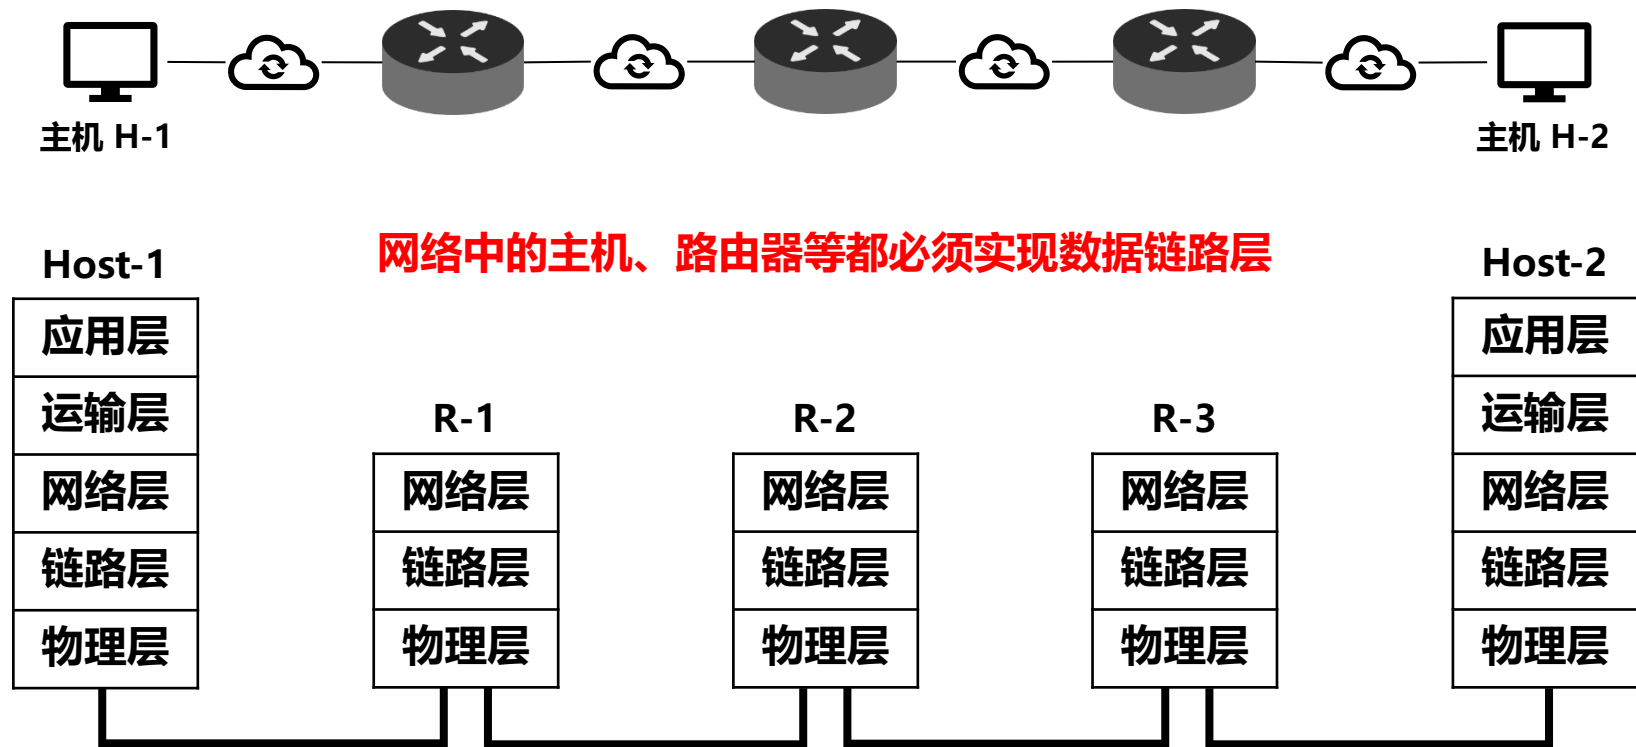 主机 H-1
主机 H-2
网络中的主机、路由器等都必须实现数据链路层
Host-1
应用层
运输层
网络层
链路层
物理层
R-1
网络层
链路层
物理层
R-2
网络层
链路层
物理层
R-3
网络层
链路层
物理层
Host-2
应用层
运输层
网络层
链路层
物理层